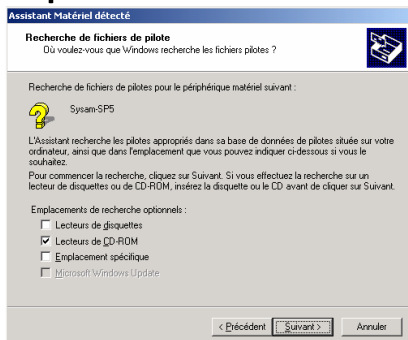 Assistant Matériel détecté
Recherche de fichiers de pilote
Où voulez-vous que Windows recherche les fichiers pilotes ?
Recherche de fichiers de pilotes pour le périphérique matériel suivant :
Sysam-SP5
L'Assistant recherche les pilotes appropriés dans sa base de données de pilotes située sur votre
ordinateur, ainsi que dans l'emplacement que vous pouvez indiquer ci-dessous si vous le
souhaitez.
Pour commencer la recherche, cliquez sur Suivant. Si vous effectuez la recherche sur un
lecteur de disquettes ou de CD-ROM, insérez la disquette ou le CD avant de cliquer sur Suivant.
Emplacements de recherche optionnels :
Lecteurs de disquettes
Lecteurs de CD-ROM
Emplacement spécifique
Microsoft Windows Update
< Précédent Suivant > Annuler